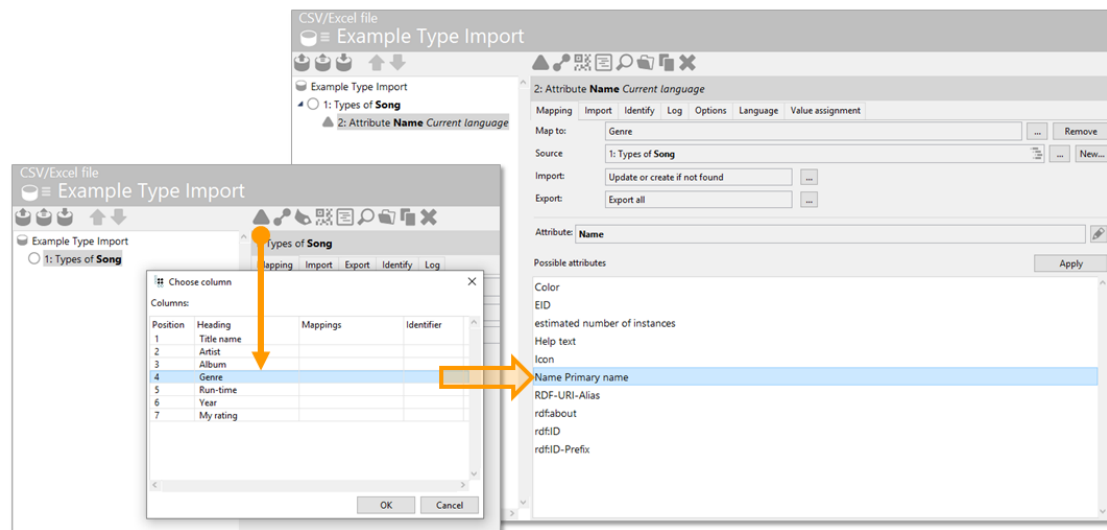 CSV/Excel file
Example Type Import
Example Type Import
1: Types of Song
2: Attribute Name Current language
2: Attribute Name Current language
Mapping Import Identify Log Options Language Value assignment
Map to: Genre ... Remove
Source 1: Types of Song ... New...
Import: Update or create if not found ...
Export: Export all ...
Attribute: Name
Possible attributes Apply
Color
EID
estimated number of instances
Help text
Icon
Name Primary name
RDF-URI-Alias
rdf:about
rdf:ID
rdf:ID-Prefix
CSV/Excel file
Example Type Import
Example Type Import
1: Types of Song
Types of Song
Mapping Import Export Identify Log
Choose column
Columns:
Position Heading Mappings Identifier
1 Title name
2 Artist
3 Album
4 Genre
5 Run-time
6 Year
7 My rating
OK Cancel